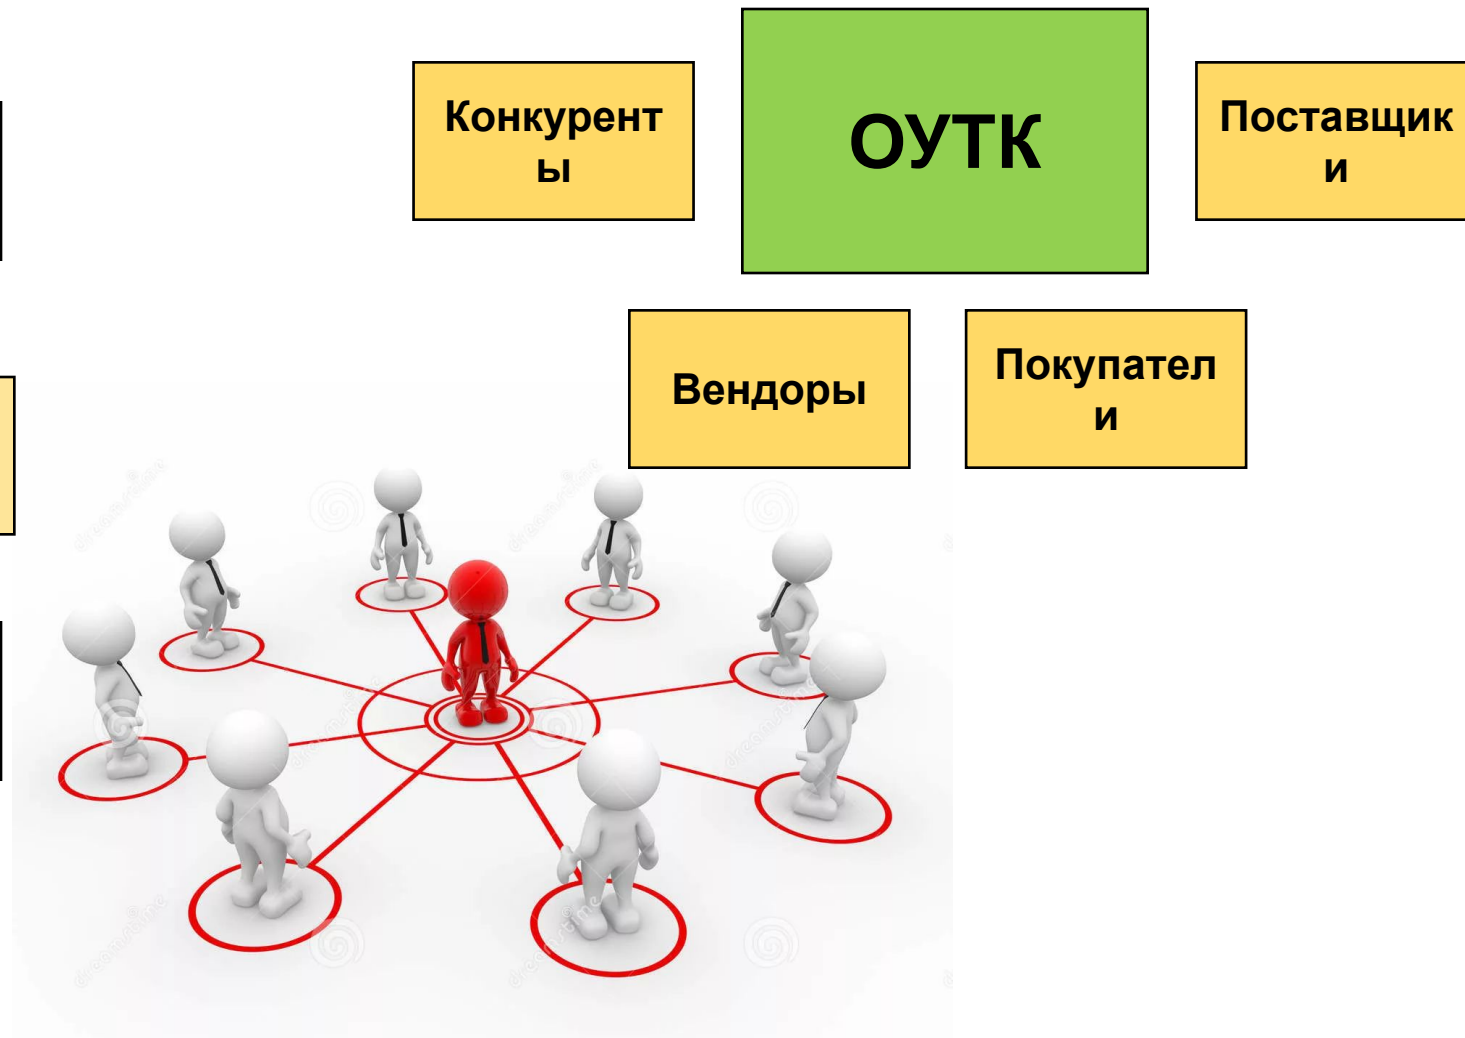 Конкурент
ы
ОУТК
Поставщик
и
Вендоры
Покупател
и